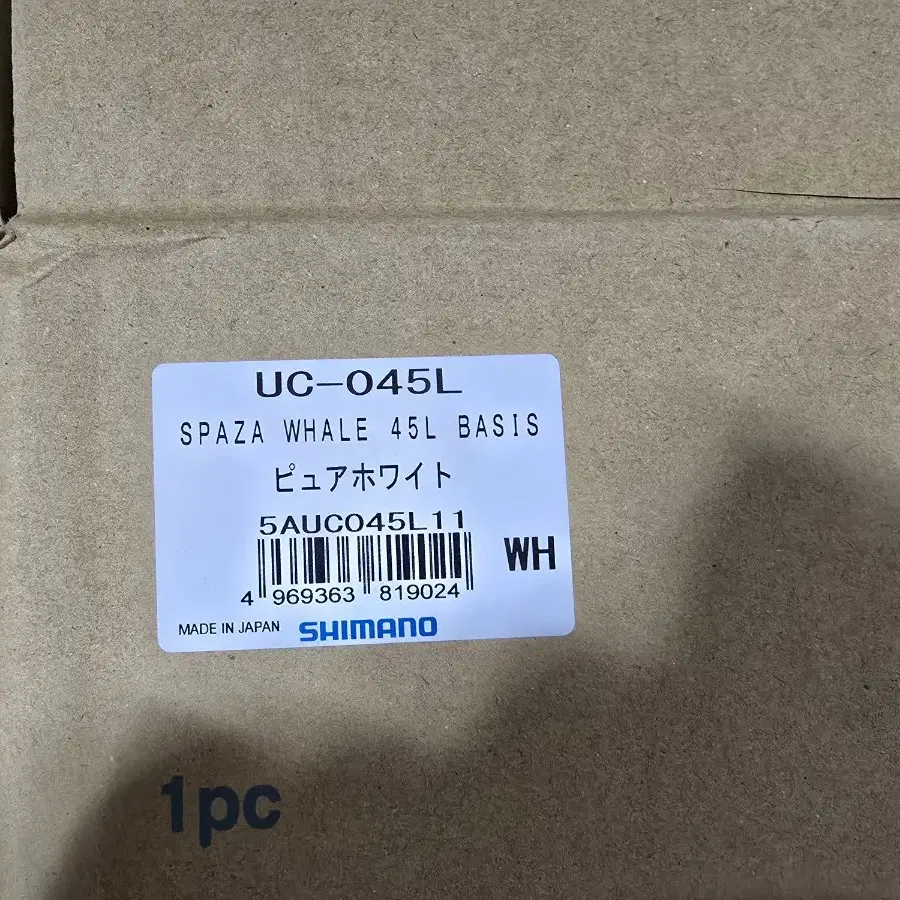 UC-045L
SPAZA WHALE 45L BASIS
ピュアホワイト
5AUC045L11
WH
4 969363 819024
MADE IN JAPAN SHIMANO
1pc